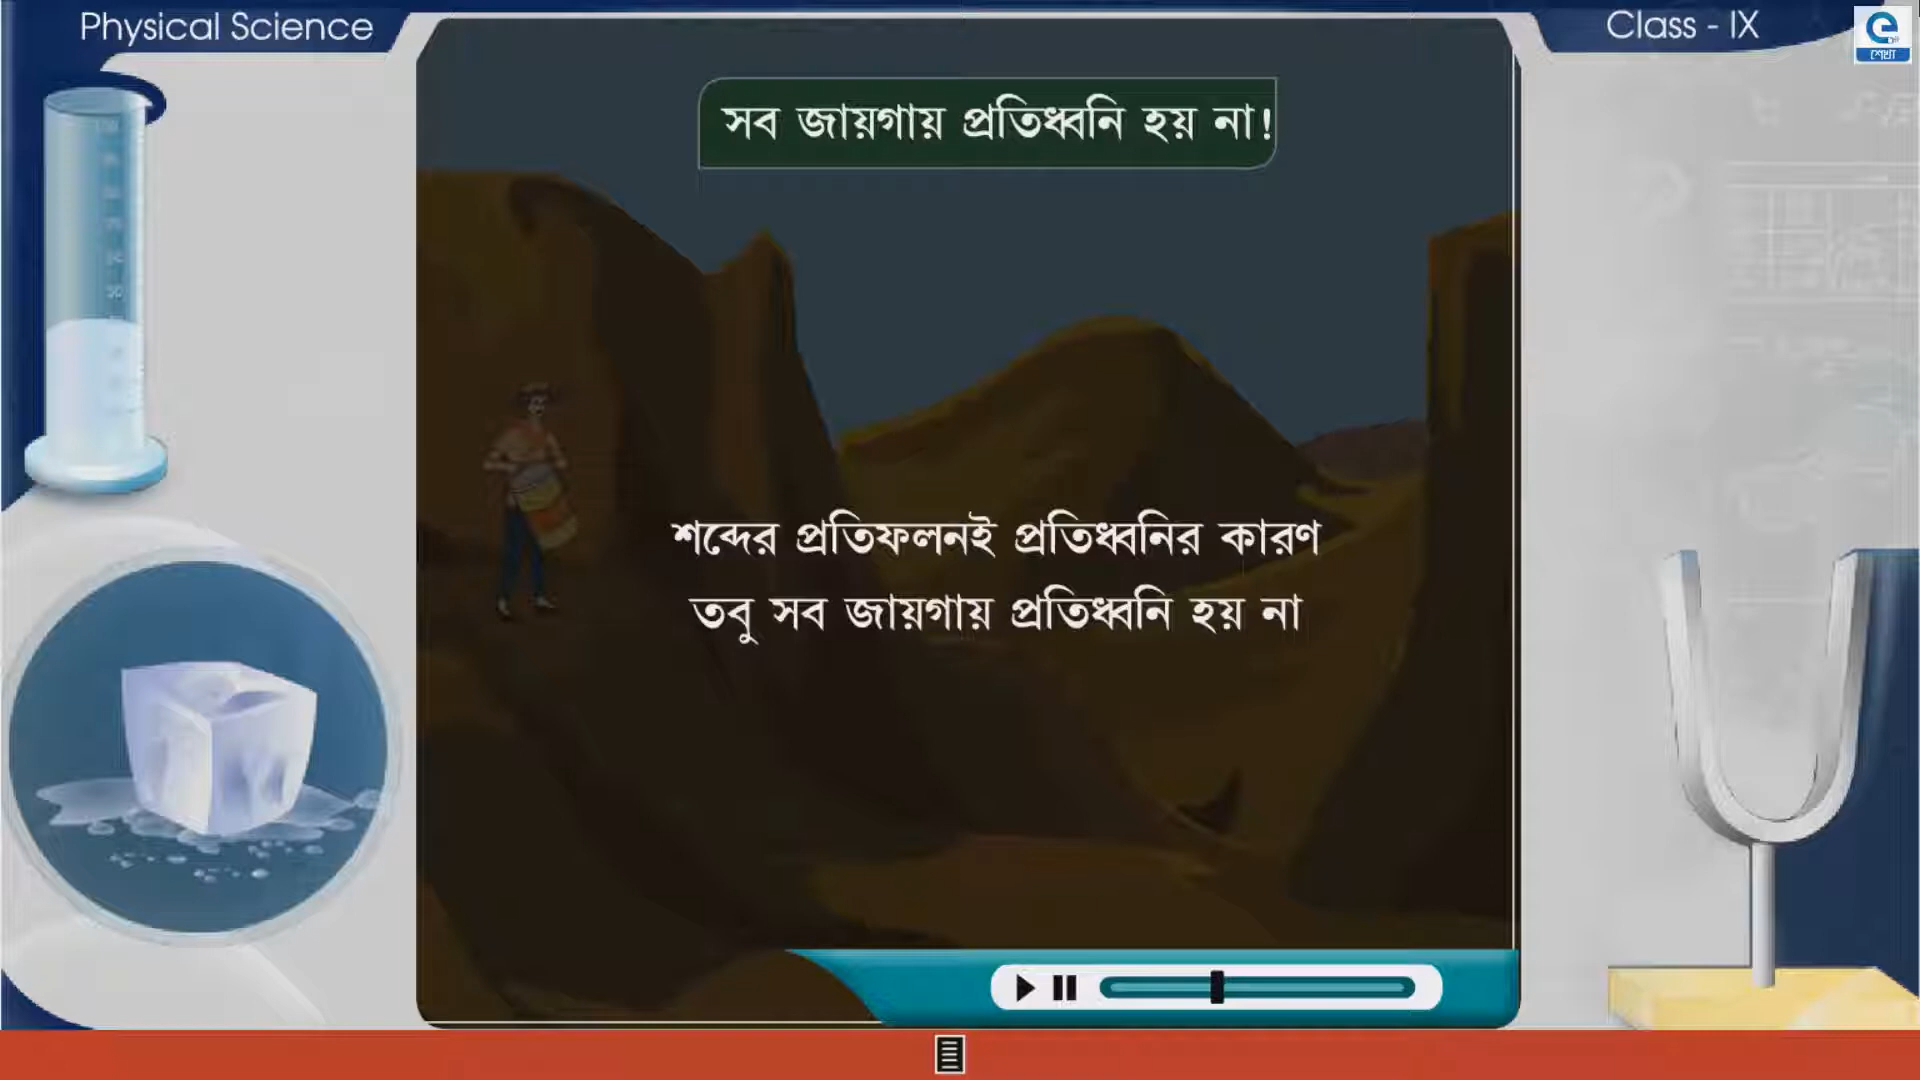 Physical Science
Class - IX
সব জায়গায় প্রতিধ্বনি হয় না!
শব্দের প্রতিফলনই প্রতিধ্বনির কারণ
তবু সব জায়গায় প্রতিধ্বনি হয় না